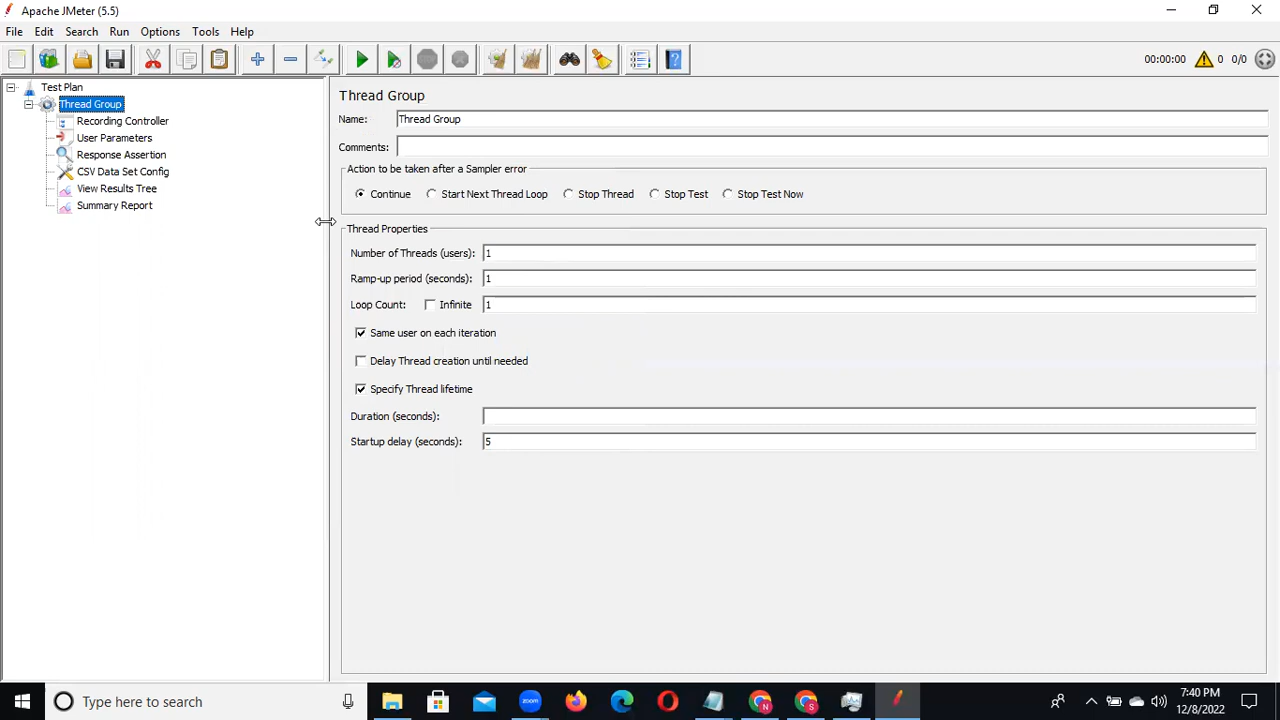 Apache JMeter (5.5)
File Edit Search Run Options Tools Help
00:00:00 0 0/0
Test Plan
Thread Group
Recording Controller
User Parameters
Response Assertion
CSV Data Set Config
View Results Tree
Summary Report
Thread Group
Name: Thread Group
Comments:
Action to be taken after a Sampler error
Continue Start Next Thread Loop Stop Thread Stop Test Stop Test Now
Thread Properties
Number of Threads (users): 1
Ramp-up period (seconds): 1
Loop Count: Infinite 1
Same user on each iteration
Delay Thread creation until needed
Specify Thread lifetime
Duration (seconds):
Startup delay (seconds): 5
Type here to search
zoom
N
S
7:40 PM
12/8/2022